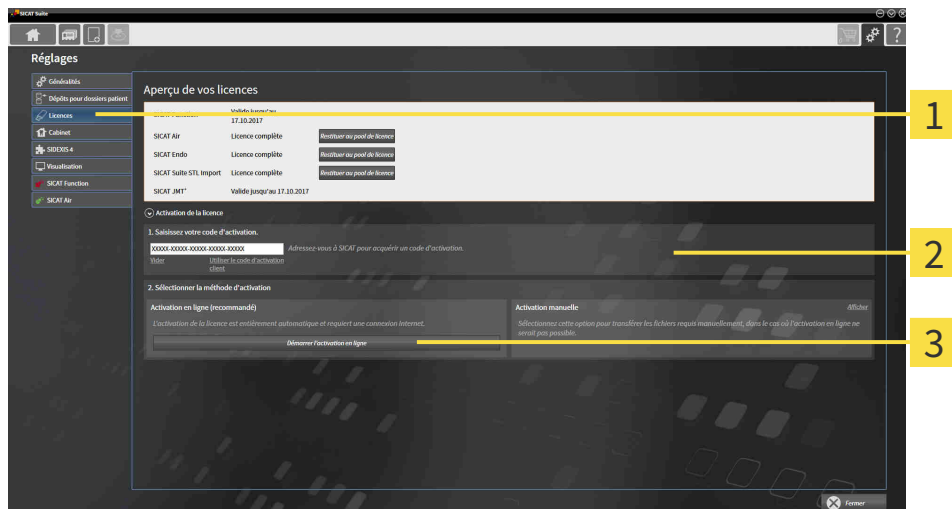 SICAT Suite
?
Réglages
Généralités
Dépôts pour dossiers patient
Licences
Cabinet
SIDEXIS 4
Visualisation
SICAT Function
SICAT Air
Aperçu de vos licences
Valide jusqu'au
17.10.2017
SICAT Air Licence complète Restituer au pool de licence
SICAT Endo Licence complète Restituer au pool de licence
SICAT Suite STL Import Licence complète Restituer au pool de licence
SICAT JMT+ Valide jusqu'au 17.10.2017
Activation de la licence
1. Saisissez votre code d'activation.
XXXXX-XXXXX-XXXXX-XXXXX-XXXXX Adressez-vous à SICAT pour acquérir un code d'activation.
Vider Utiliser le code d'activation
client
2. Sélectionner la méthode d'activation
Activation en ligne (recommandé)
L'activation de la licence est entièrement automatique et requiert une connexion Internet.
Démarrer l'activation en ligne
Activation manuelle Afficher
Sélectionnez cette option pour transférer les fichiers requis manuellement, dans le cas où l'activation en ligne ne
serait pas possible.
Fermer
1
2
3